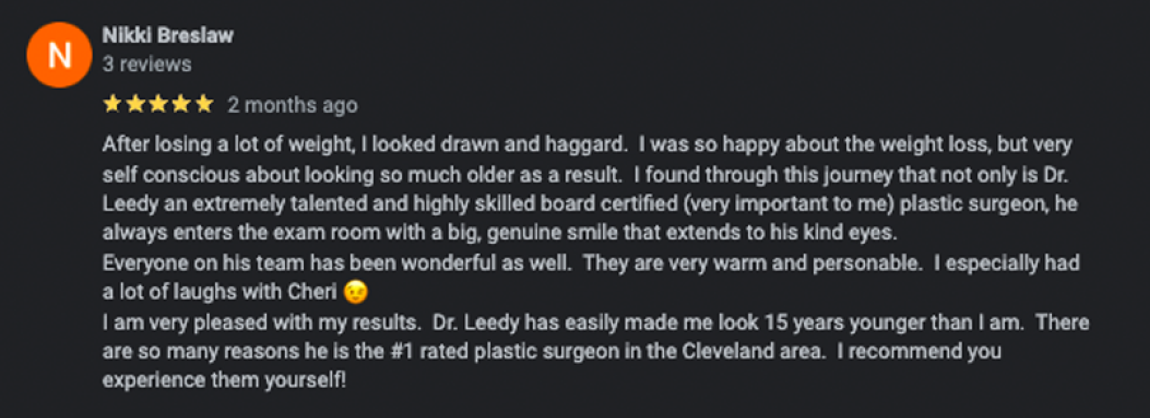 N
Nikki Breslaw
3 reviews
2 months ago
After losing a lot of weight, I looked drawn and haggard.  I was so happy about the weight loss, but very
self conscious about looking so much older as a result.  I found through this journey that not only is Dr.
Leedy an extremely talented and highly skilled board certified (very important to me) plastic surgeon, he
always enters the exam room with a big, genuine smile that extends to his kind eyes.
Everyone on his team has been wonderful as well.  They are very warm and personable.  I especially had
a lot of laughs with Cheri 😉
I am very pleased with my results.  Dr. Leedy has easily made me look 15 years younger than I am.  There
are so many reasons he is the #1 rated plastic surgeon in the Cleveland area.  I recommend you
experience them yourself!